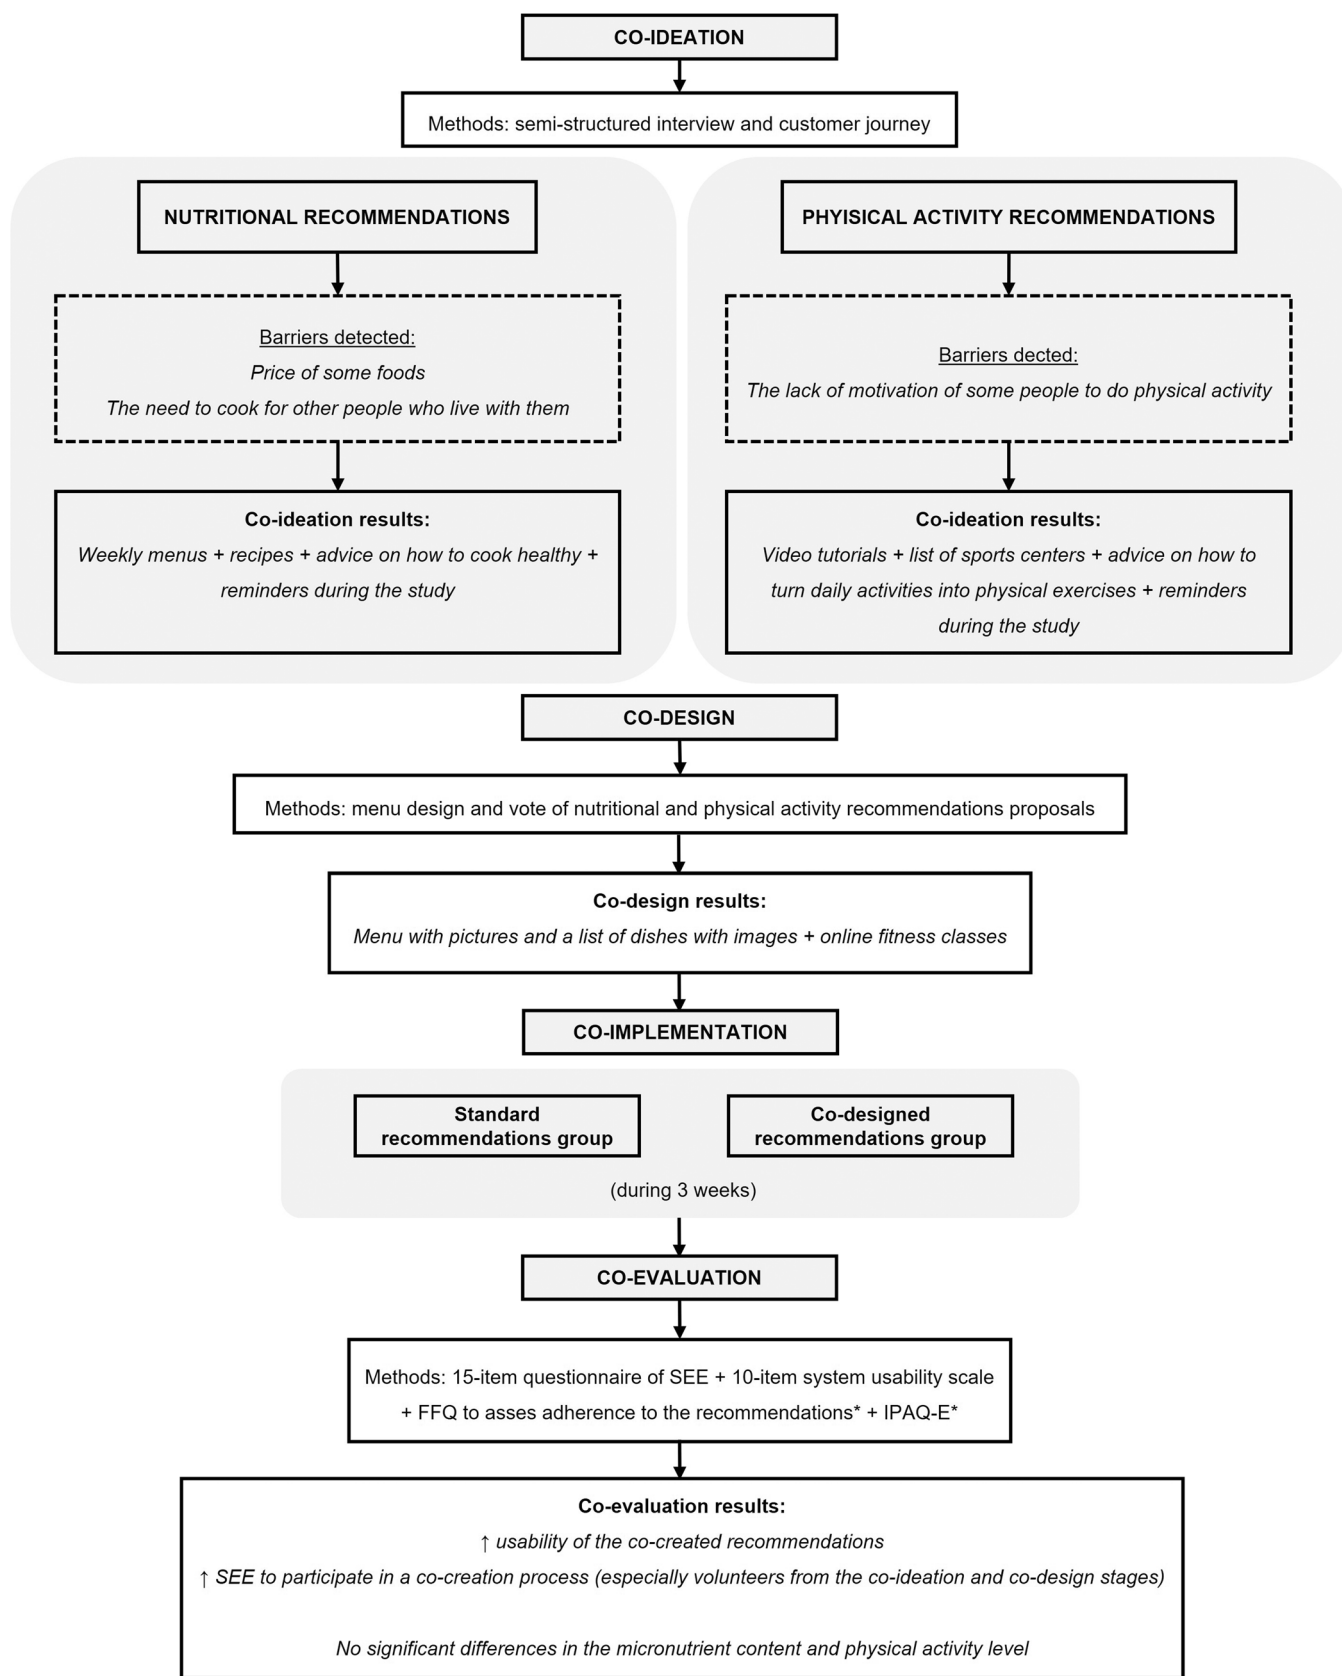 CO-IDEATION
Methods: semi-structured interview and customer journey
NUTRITIONAL RECOMMENDATIONS
Barriers detected:
Price of some foods
The need to cook for other people who live with them
Co-ideation results:
Weekly menus + recipes + advice on how to cook healthy +
reminders during the study
PHYISICAL ACTIVITY RECOMMENDATIONS
Barriers dected:
The lack of motivation of some people to do physical activity
Co-ideation results:
Video tutorials + list of sports centers + advice on how to
turn daily activities into physical exercises + reminders
during the study
CO-DESIGN
Methods: menu design and vote of nutritional and physical activity recommendations proposals
Co-design results:
Menu with pictures and a list of dishes with images + online fitness classes
CO-IMPLEMENTATION
Standard
recommendations group
Co-designed
recommendations group
(during 3 weeks)
CO-EVALUATION
Methods: 15-item questionnaire of SEE + 10-item system usability scale
+ FFQ to asses adherence to the recommendations* + IPAQ-E*
Co-evaluation results:
↑ usability of the co-created recommendations
↑ SEE to participate in a co-creation process (especially volunteers from the co-ideation and co-design stages)
No significant differences in the micronutrient content and physical activity level